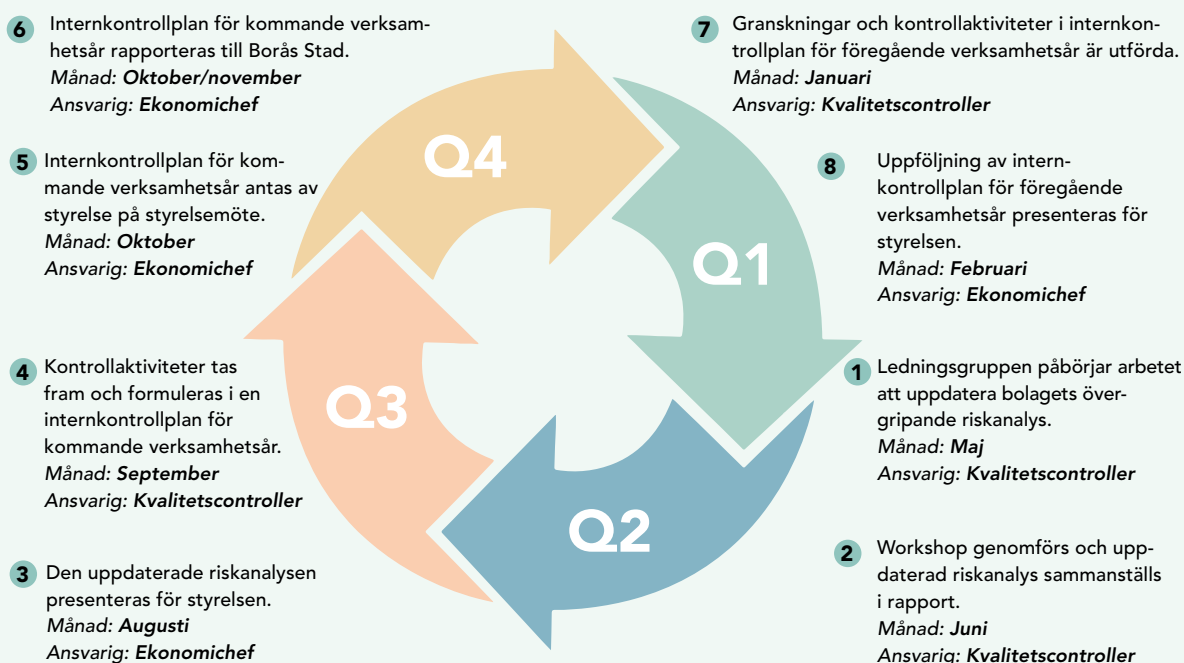 6 Internkontrollplan för kommande verksam-
hetsår rapporteras till Borås Stad.
Månad: Oktober/november
Ansvarig: Ekonomichef
5 Internkontrollplan för kom-
mande verksamhetsår antas av
styrelse på styrelsemöte.
Månad: Oktober
Ansvarig: Ekonomichef
4 Kontrollaktiviteter tas
fram och formuleras i en
internkontrollplan för
kommande verksamhetsår.
Månad: September
Ansvarig: Kvalitetscontroller
3 Den uppdaterade riskanalysen
presenteras för styrelsen.
Månad: Augusti
Ansvarig: Ekonomichef
Q4
Q1
Q3
Q2
7 Granskningar och kontrollaktiviteter i internkon-
trollplan för föregående verksamhetsår är utförda.
Månad: Januari
Ansvarig: Kvalitetscontroller
8 Uppföljning av intern-
kontrollplan för föregående
verksamhetsår presenteras för
styrelsen.
Månad: Februari
Ansvarig: Ekonomichef
1 Ledningsgruppen påbörjar arbetet
att uppdatera bolagets över-
gripande riskanalys.
Månad: Maj
Ansvarig: Kvalitetscontroller
2 Workshop genomförs och upp-
daterad riskanalys sammanställs
i rapport.
Månad: Juni
Ansvarig: Kvalitetscontroller